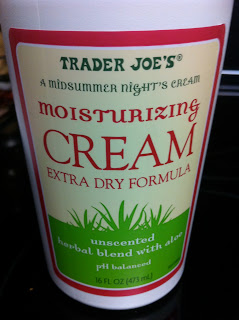 TRADER JOE'S®
A MIDSUMMER NIGHT'S CREAM
MOISTURIZING
CREAM
EXTRA DRY FORMULA
unscented
herbal blend with aloe
pH balanced
16 FL OZ (473 mL)